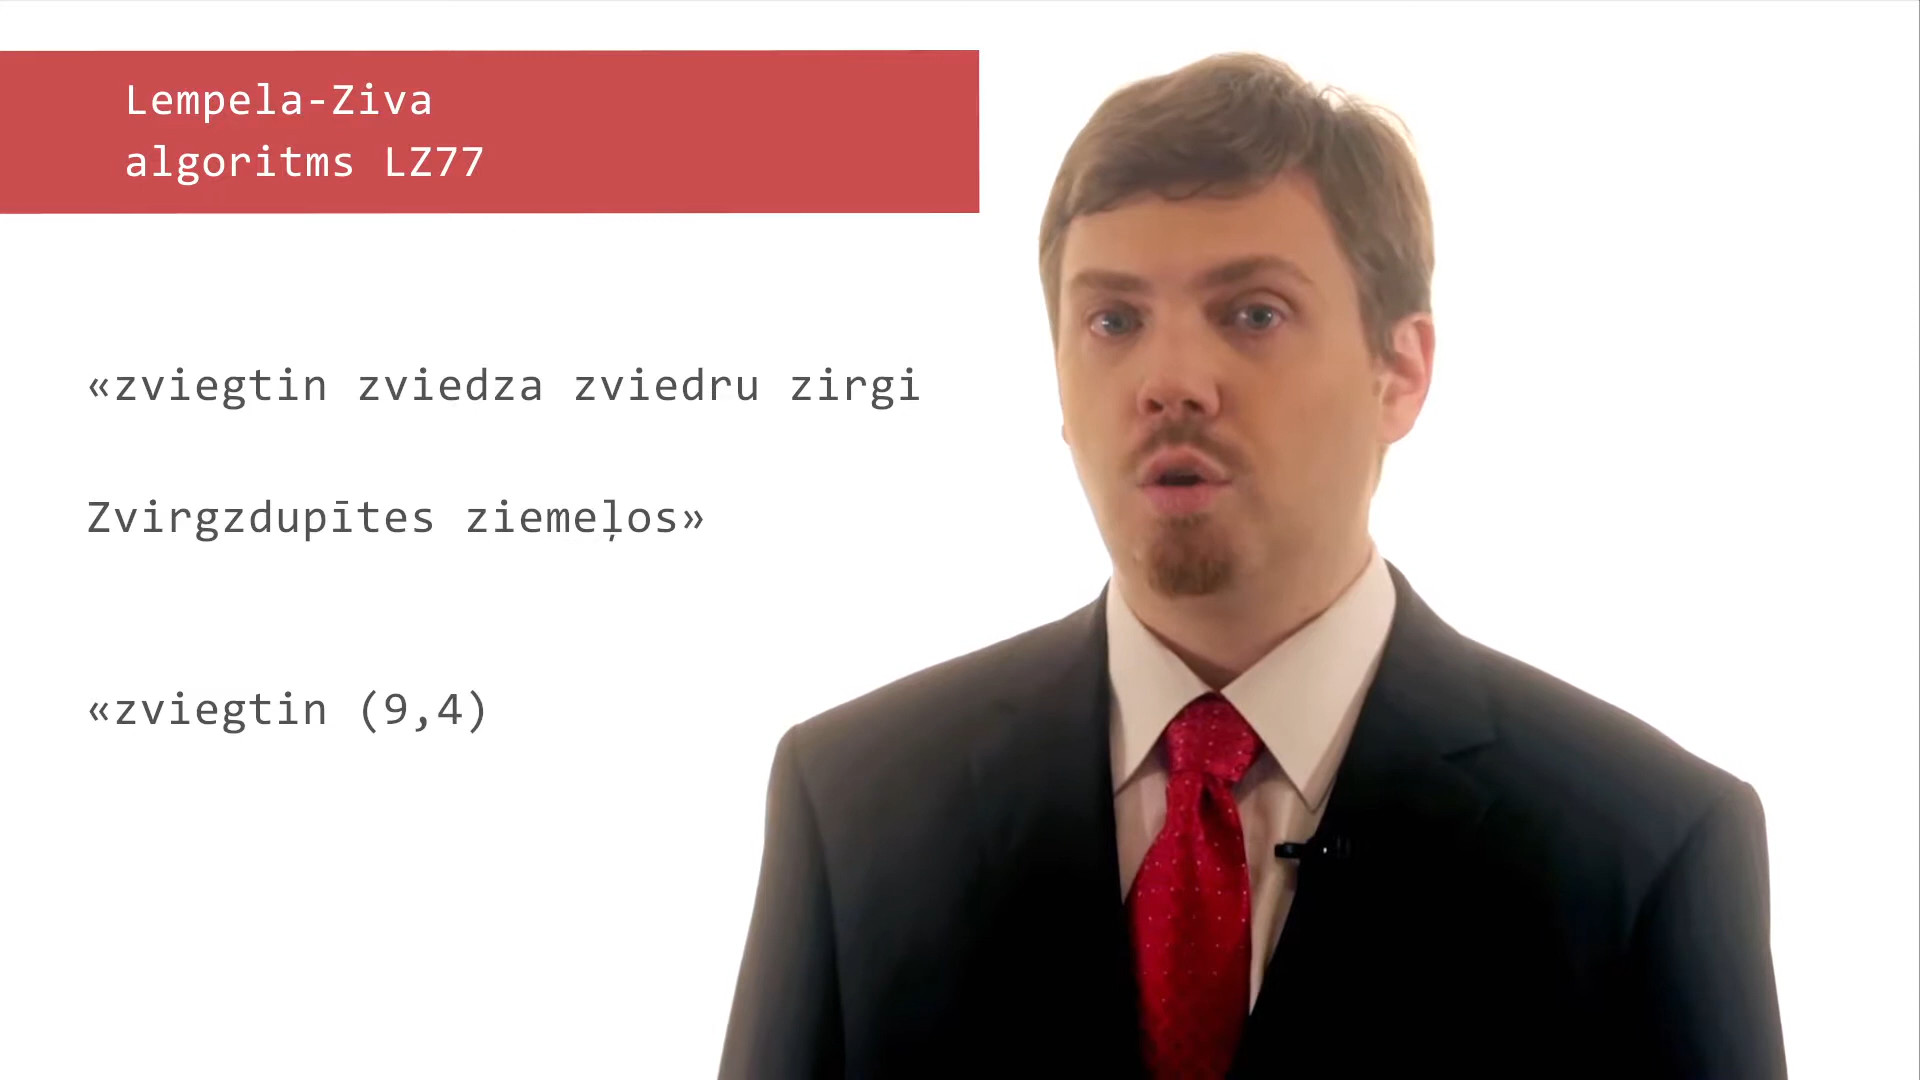 Lempela-Ziva
algoritms LZ77
«zviegtin zviedza zviedru zirgi
Zvirgzdupītes ziemeļos»
«zviegtin (9,4)